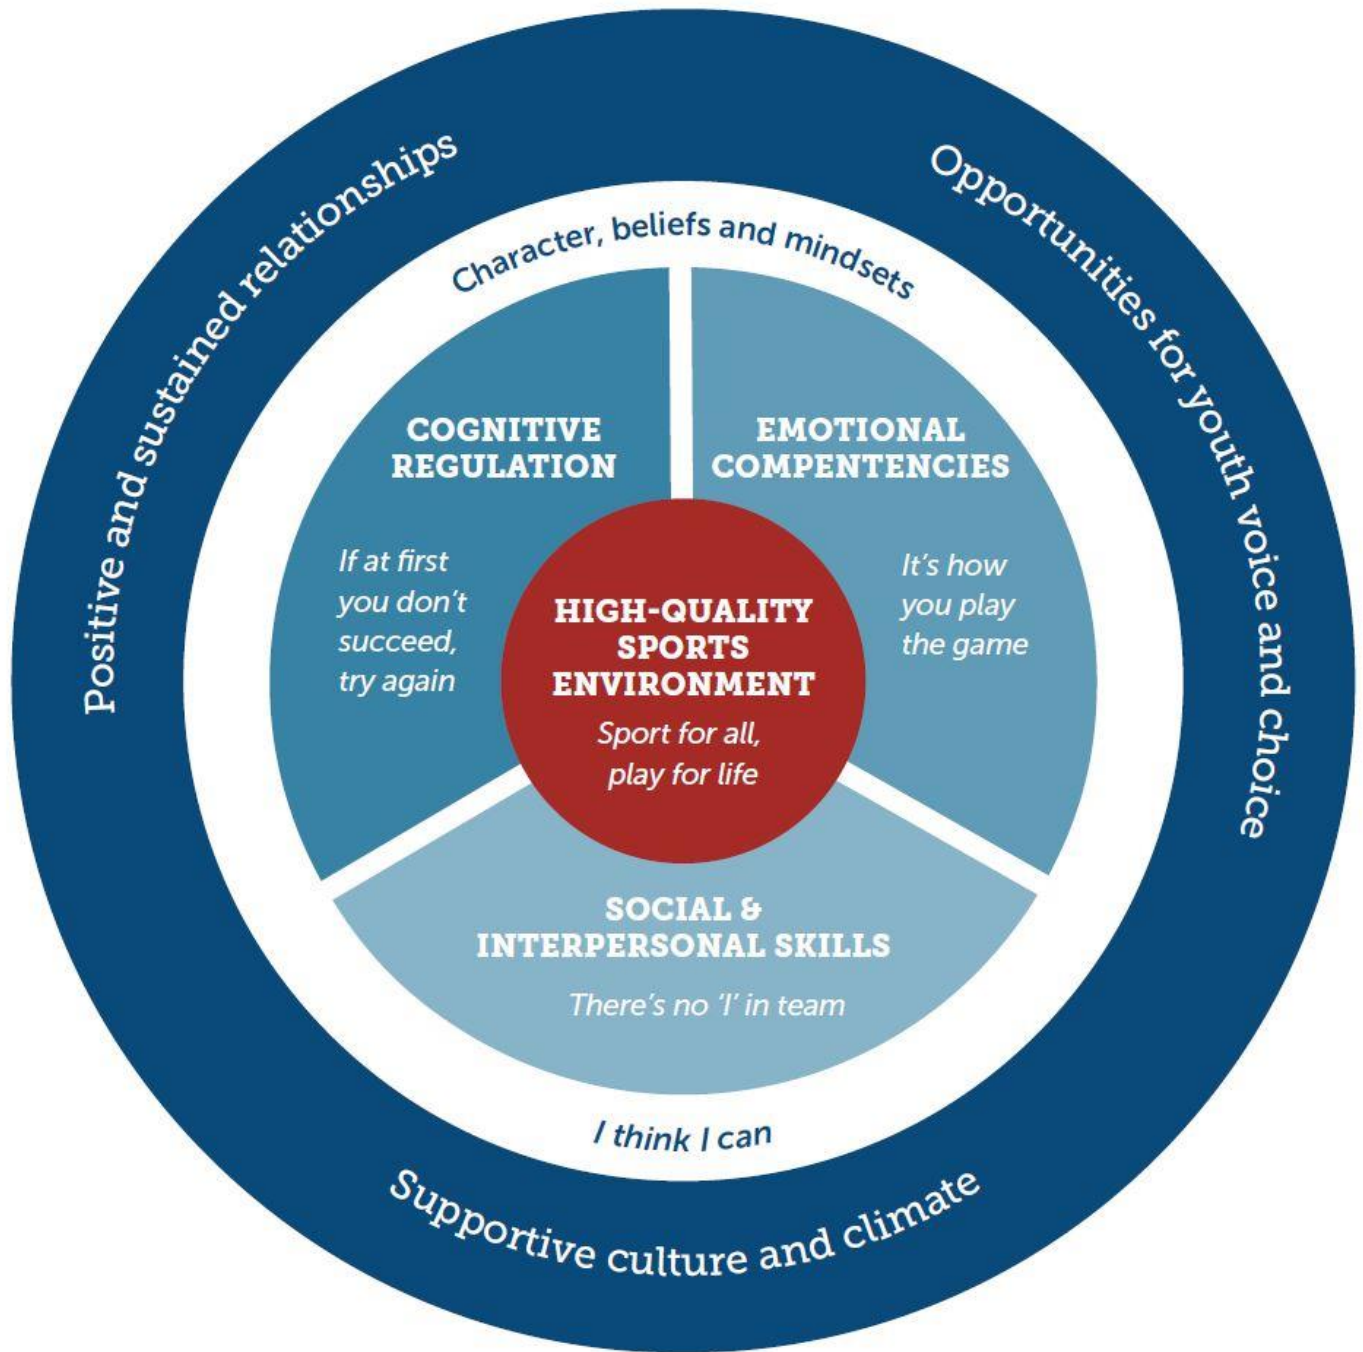 Positive and sustained relationships
Opportunities for youth voice and choice
Character, beliefs and mindsets
COGNITIVE
REGULATION
If at first
you don't
succeed,
try again
EMOTIONAL
COMPENTENCIES
It's how
you play
the game
HIGH-QUALITY
SPORTS
ENVIRONMENT
Sport for all,
play for life
SOCIAL &
INTERPERSONAL SKILLS
There's no 'I' in team
I think I can
Supportive culture and climate